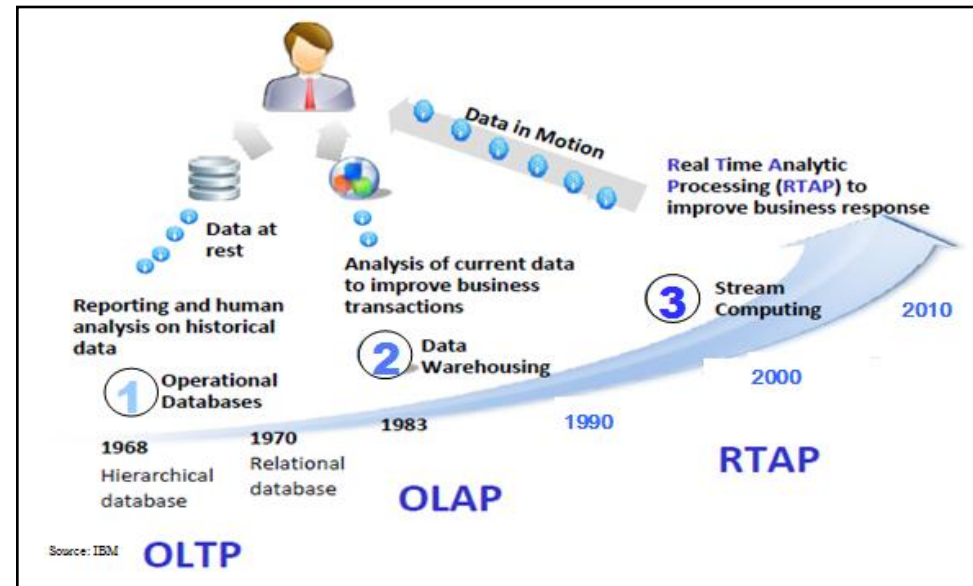 Data in Motion
Real Time Analytic
Processing (RTAP) to
improve business response
Data at
rest
Analysis of current data
to improve business
transactions
Reporting and human
analysis on historical
data
3 Stream
Computing
2010
2 Data
Warehousing
1 Operational
Databases
2000
1990
1983
1968
Hierarchical
database
1970
Relational
database
RTAP
OLAP
Source: IBM
OLTP